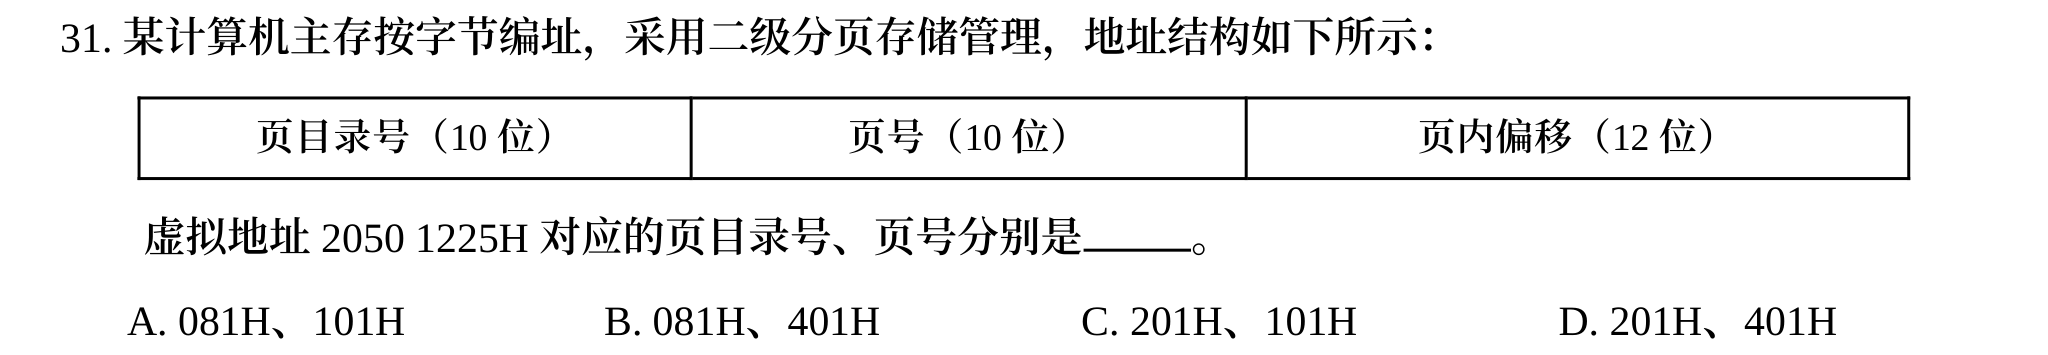 31. 某计算机主存按字节编址，采用二级分页存储管理，地址结构如下所示：
页目录号（10 位） 页号（10 位） 页内偏移（12 位）
虚拟地址 2050 1225H 对应的页目录号、页号分别是______。
A. 081H、101H B. 081H、401H C. 201H、101H D. 201H、401H